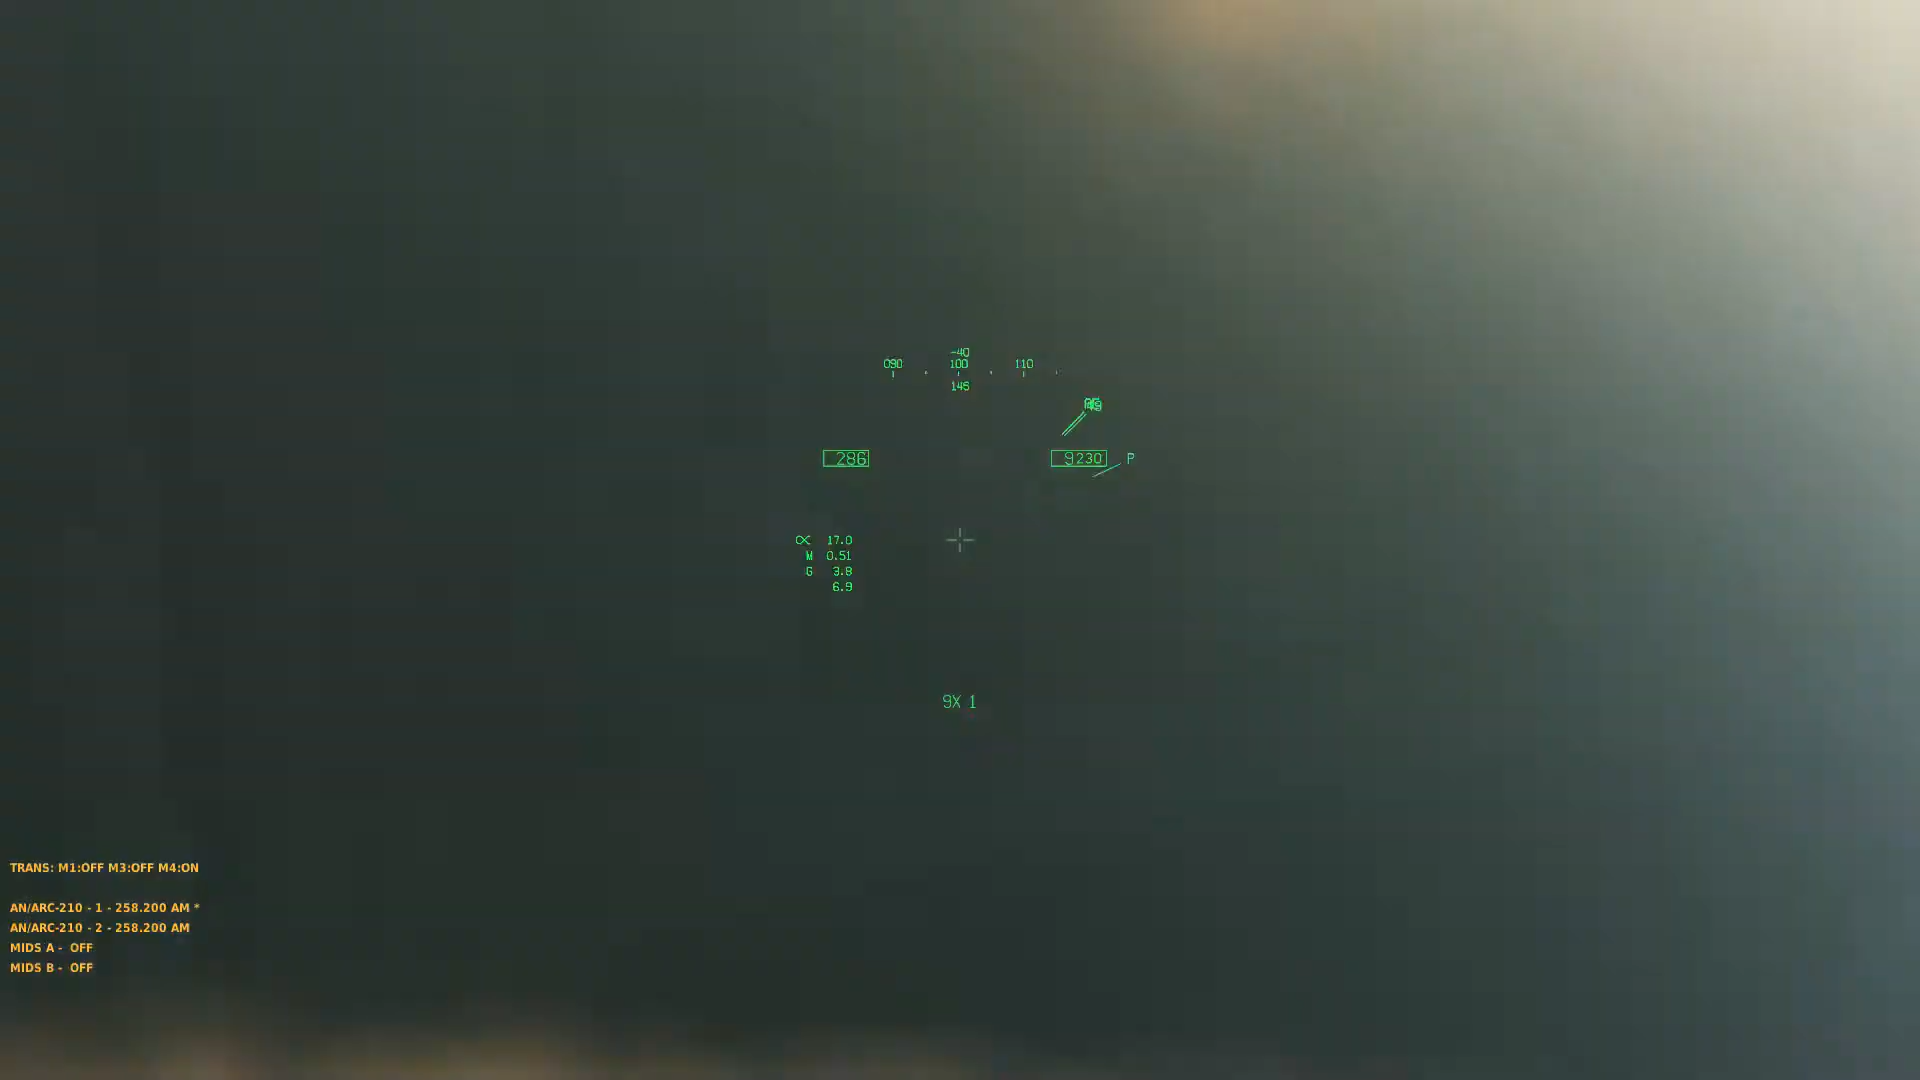 -40
090 100 110
146
286
9230 P
∝ 17.0
M 0.51
G 3.8
6.9
9X 1
TRANS: M1:OFF M3:OFF M4:ON
AN/ARC-210 - 1 - 258.200 AM *
AN/ARC-210 - 2 - 258.200 AM
MIDS A - OFF
MIDS B - OFF